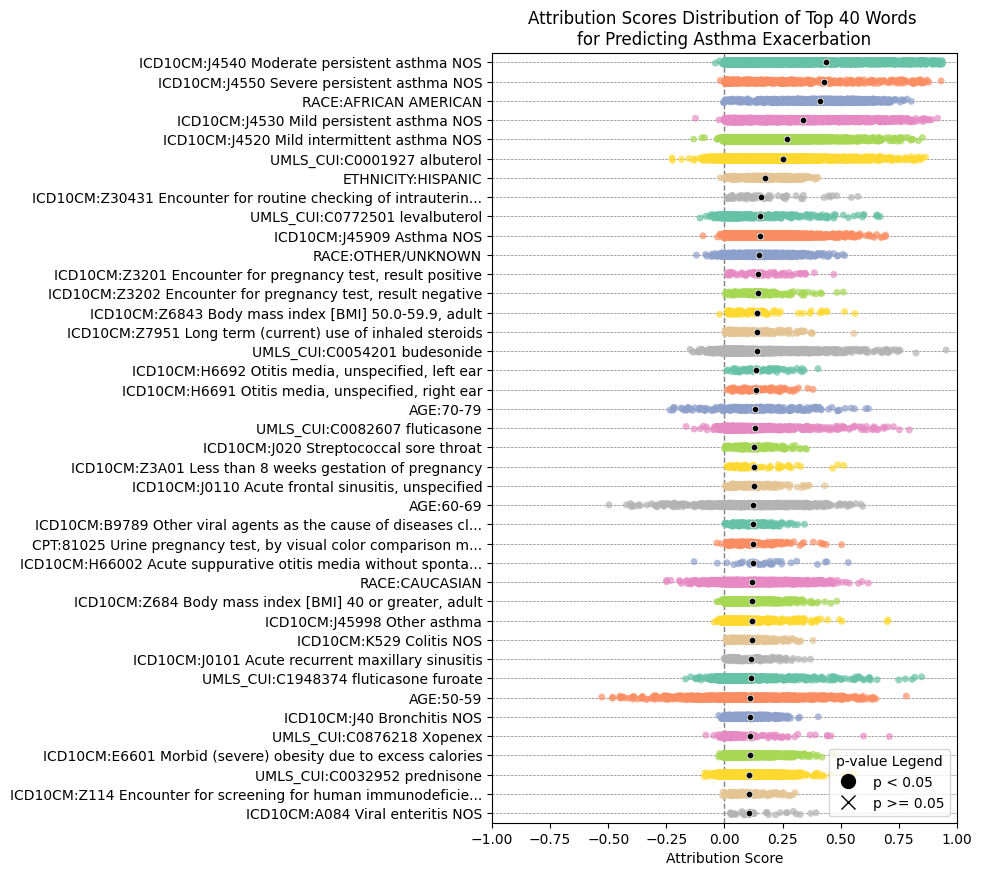 Attribution Scores Distribution of Top 40 Words
for Predicting Asthma Exacerbation
ICD10CM:J4540 Moderate persistent asthma NOS
ICD10CM:J4550 Severe persistent asthma NOS
RACE:AFRICAN AMERICAN
ICD10CM:J4530 Mild persistent asthma NOS
ICD10CM:J4520 Mild intermittent asthma NOS
UMLS_CUI:C0001927 albuterol
ETHNICITY:HISPANIC
ICD10CM:Z30431 Encounter for routine checking of intrauterin...
UMLS_CUI:C0772501 levalbuterol
ICD10CM:J45909 Asthma NOS
RACE:OTHER/UNKNOWN
ICD10CM:Z3201 Encounter for pregnancy test, result positive
ICD10CM:Z3202 Encounter for pregnancy test, result negative
ICD10CM:Z6843 Body mass index [BMI] 50.0-59.9, adult
ICD10CM:Z7951 Long term (current) use of inhaled steroids
UMLS_CUI:C0054201 budesonide
ICD10CM:H6692 Otitis media, unspecified, left ear
ICD10CM:H6691 Otitis media, unspecified, right ear
AGE:70-79
UMLS_CUI:C0082607 fluticasone
ICD10CM:J020 Streptococcal sore throat
ICD10CM:Z3A01 Less than 8 weeks gestation of pregnancy
ICD10CM:J0110 Acute frontal sinusitis, unspecified
AGE:60-69
ICD10CM:B9789 Other viral agents as the cause of diseases cl...
CPT:81025 Urine pregnancy test, by visual color comparison m...
ICD10CM:H66002 Acute suppurative otitis media without sponta...
RACE:CAUCASIAN
ICD10CM:Z684 Body mass index [BMI] 40 or greater, adult
ICD10CM:J45998 Other asthma
ICD10CM:K529 Colitis NOS
ICD10CM:J0101 Acute recurrent maxillary sinusitis
UMLS_CUI:C1948374 fluticasone furoate
AGE:50-59
ICD10CM:J40 Bronchitis NOS
UMLS_CUI:C0876218 Xopenex
ICD10CM:E6601 Morbid (severe) obesity due to excess calories
UMLS_CUI:C0032952 prednisone
ICD10CM:Z114 Encounter for screening for human immunodeficie...
ICD10CM:A084 Viral enteritis NOS
p-value Legend
p < 0.05
p >= 0.05
−1.00 −0.75 −0.50 −0.25 0.00 0.25 0.50 0.75 1.00
Attribution Score